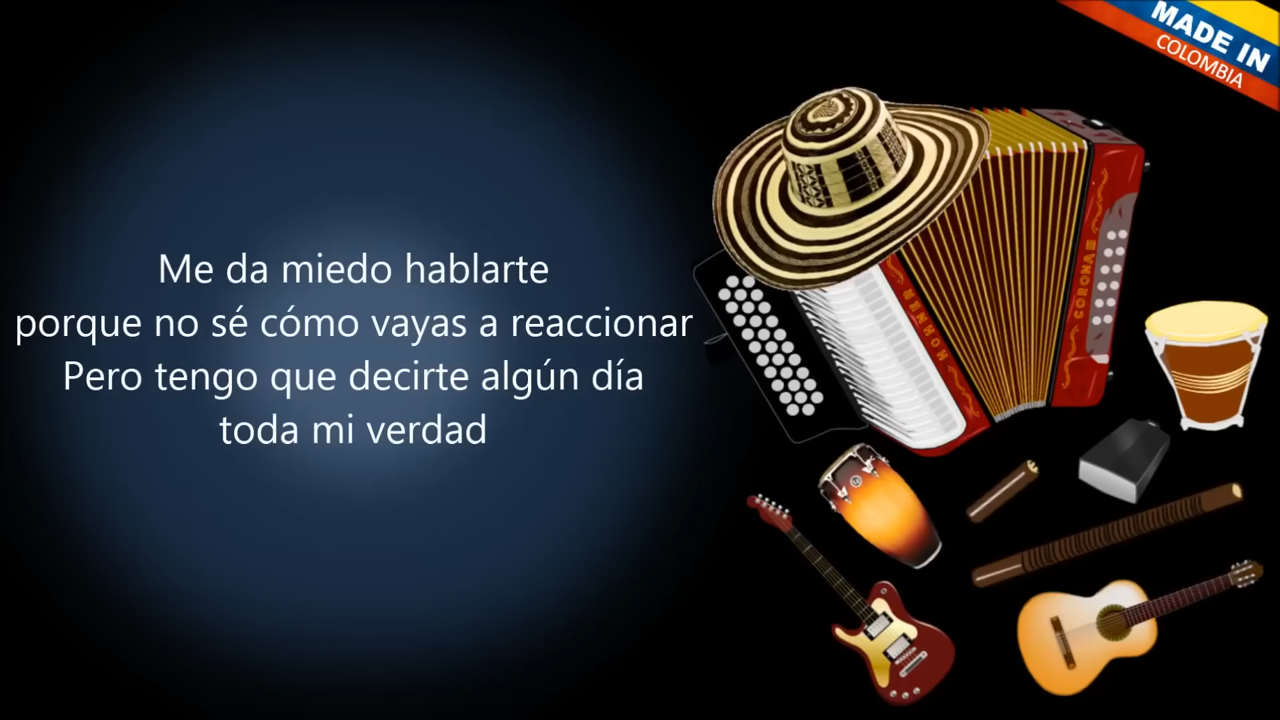 Me da miedo hablarte
porque no sé cómo vayas a reaccionar
Pero tengo que decirte algún día
toda mi verdad
MADE IN
COLOMBIA
HOHNER
CORONA III